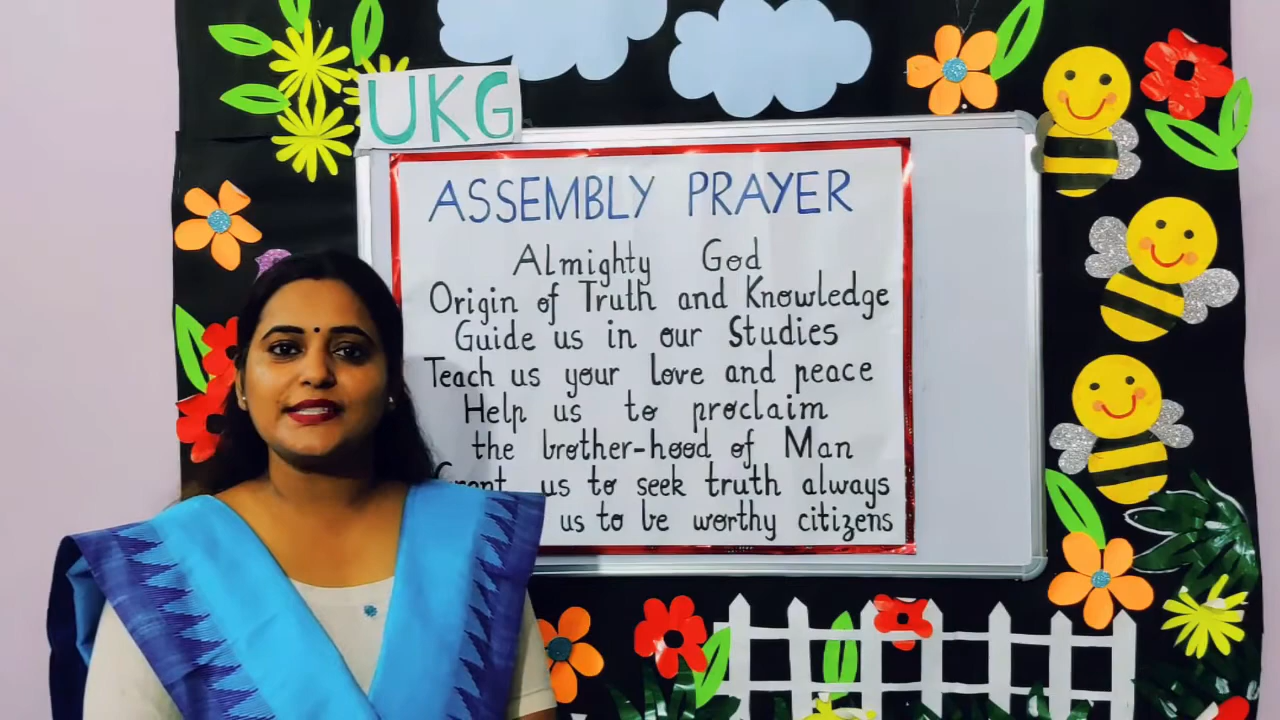 UKG
ASSEMBLY PRAYER
Almighty God
Origin of Truth and Knowledge
Guide us in our Studies
Teach us your love and peace
Help us to proclaim
the brother-hood of Man
Grant us to seek truth always
us to be worthy citizens